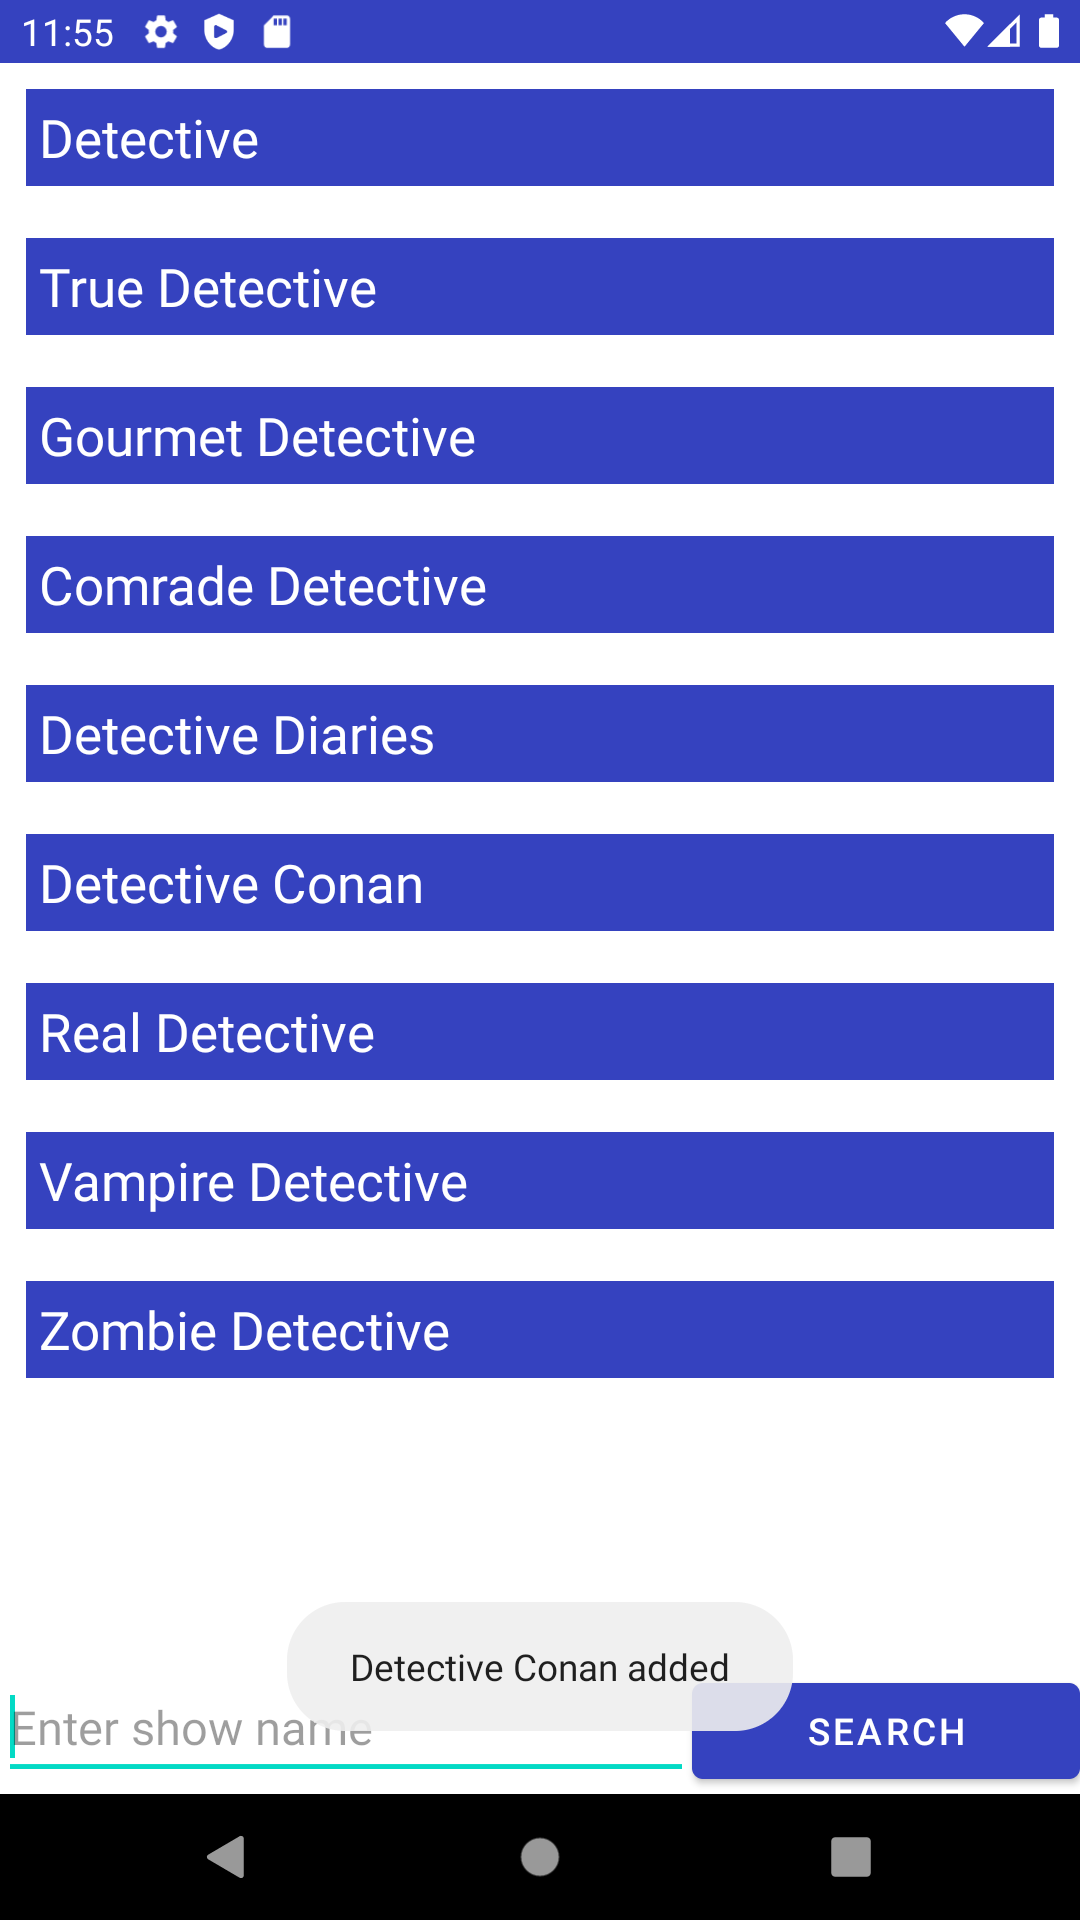 11:55
Detective
True Detective
Gourmet Detective
Comrade Detective
Detective Diaries
Detective Conan
Real Detective
Vampire Detective
Zombie Detective
Detective Conan added
Enter show name
SEARCH